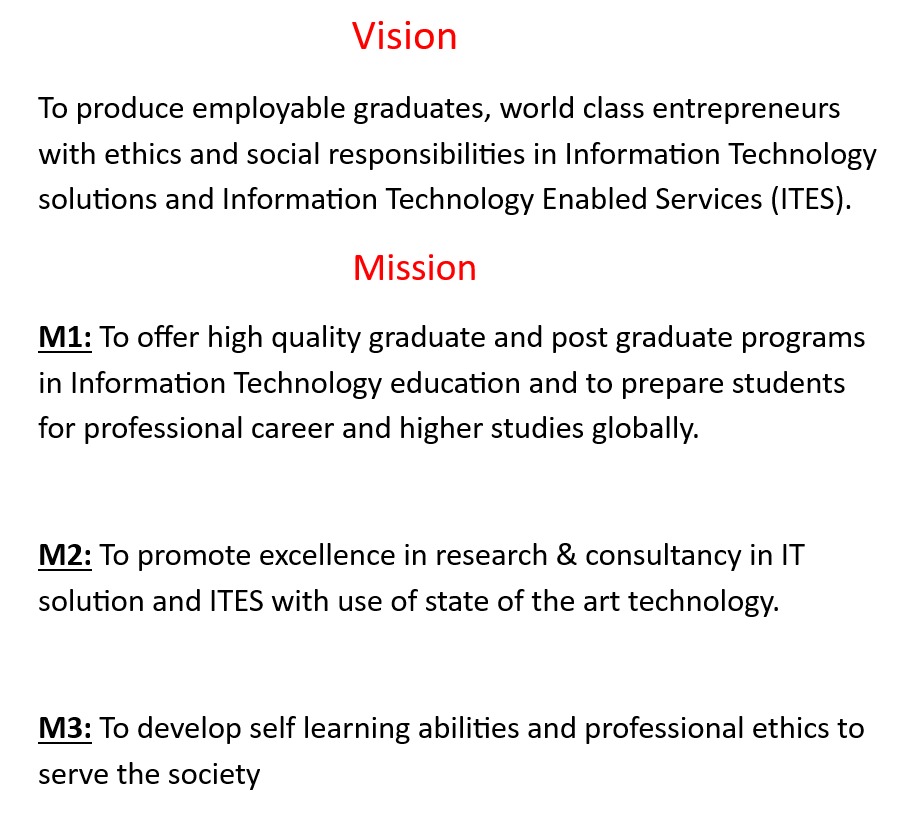 Vision
To produce employable graduates, world class entrepreneurs
with ethics and social responsibilities in Information Technology
solutions and Information Technology Enabled Services (ITES).
Mission
M1: To offer high quality graduate and post graduate programs
in Information Technology education and to prepare students
for professional career and higher studies globally.
M2: To promote excellence in research & consultancy in IT
solution and ITES with use of state of the art technology.
M3: To develop self learning abilities and professional ethics to
serve the society